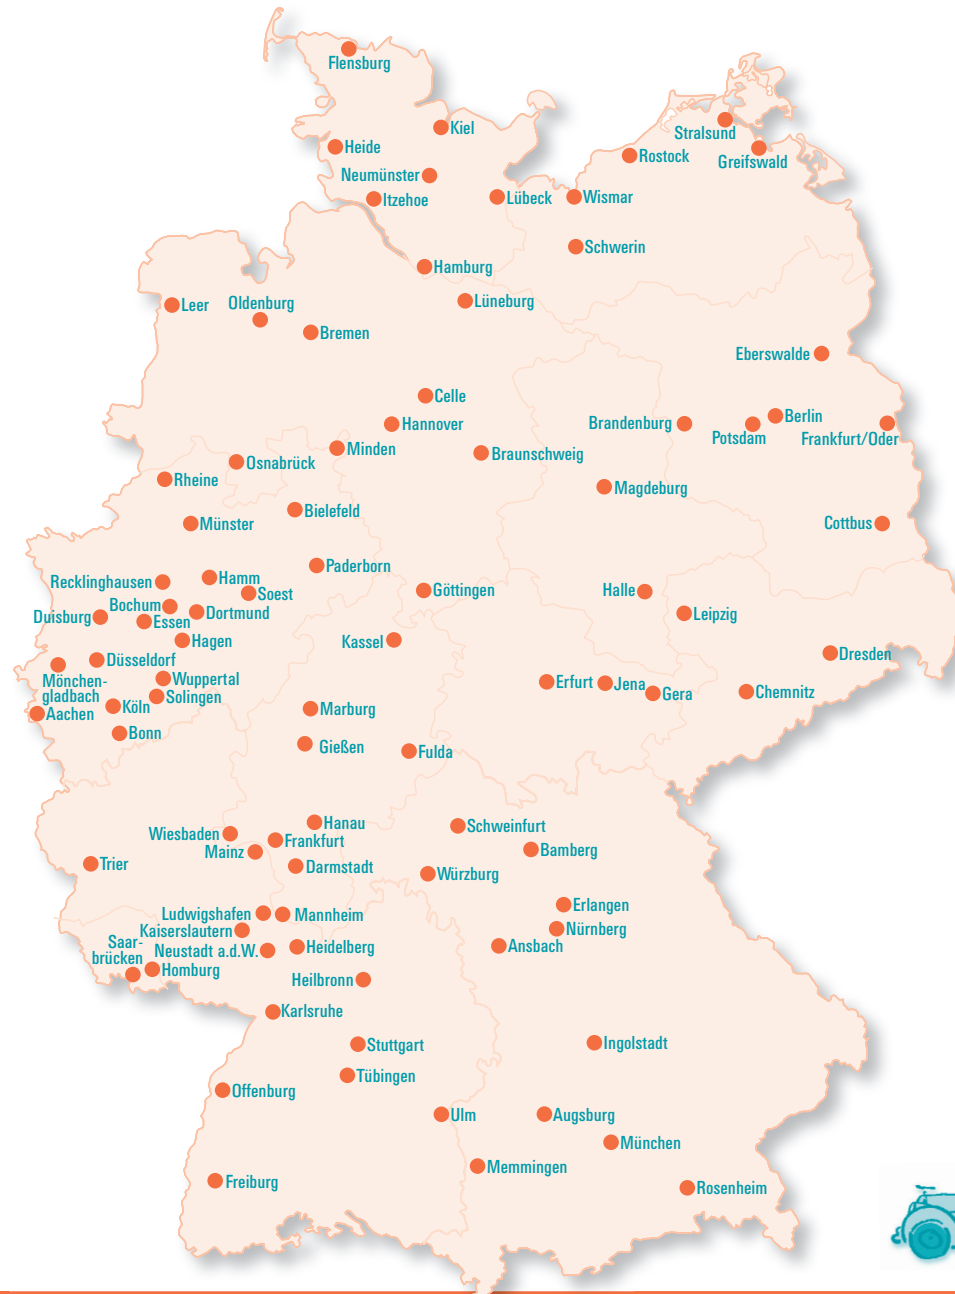 Flensburg
Kiel
Stralsund
Heide
Rostock
Greifswald
Neumünster
Itzehoe
Lübeck
Wismar
Schwerin
Hamburg
Leer
Oldenburg
Lüneburg
Bremen
Eberswalde
Celle
Hannover
Brandenburg
Berlin
Potsdam
Frankfurt/Oder
Minden
Braunschweig
Osnabrück
Rheine
Magdeburg
Bielefeld
Münster
Cottbus
Paderborn
Recklinghausen
Hamm
Soest
Göttingen
Halle
Bochum
Duisburg
Essen
Dortmund
Leipzig
Hagen
Kassel
Dresden
Düsseldorf
Mönchen-
gladbach
Wuppertal
Solingen
Erfurt
Jena
Gera
Chemnitz
Aachen
Köln
Marburg
Bonn
Gießen
Fulda
Hanau
Schweinfurt
Wiesbaden
Frankfurt
Mainz
Bamberg
Trier
Darmstadt
Würzburg
Erlangen
Ludwigshafen
Mannheim
Kaiserslautern
Nürnberg
Saar-
brücken
Neustadt a.d.W.
Heidelberg
Ansbach
Homburg
Heilbronn
Karlsruhe
Stuttgart
Ingolstadt
Tübingen
Offenburg
Ulm
Augsburg
München
Memmingen
Freiburg
Rosenheim